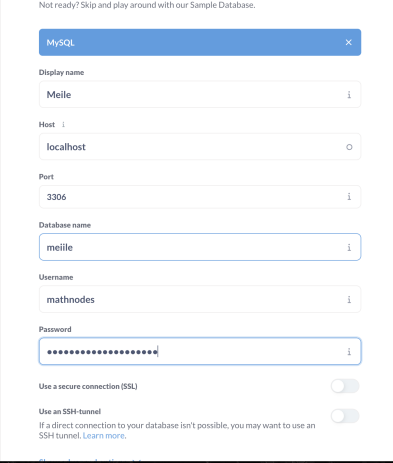 Not ready? Skip and play around with our Sample Database.
MySQL
Display name
Meile
Host
localhost
Port
3306
Database name
meiile
Username
mathnodes
Password
••••••••••••••••••••
Use a secure connection (SSL)
Use an SSH-tunnel
If a direct connection to your database isn't possible, you may want to use an
SSH tunnel. Learn more.